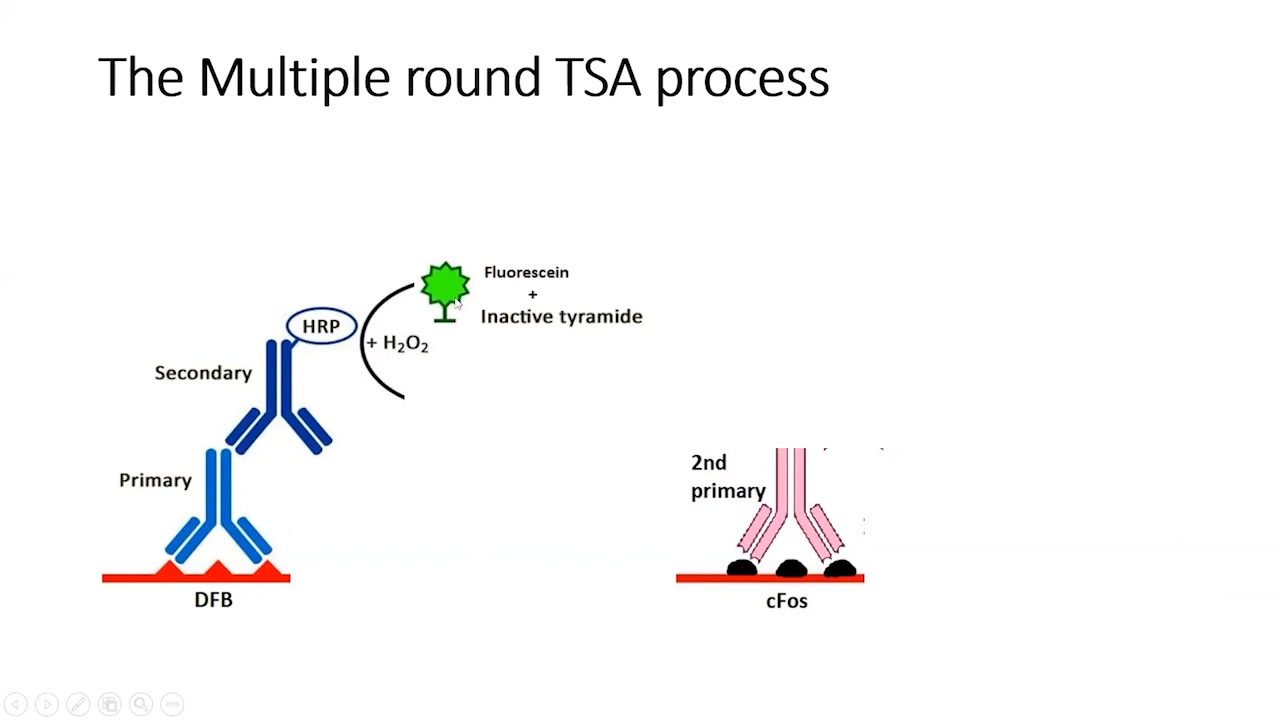 The Multiple round TSA process
Fluorescein
+
Inactive tyramide
HRP
+ H₂O₂
Secondary
Primary
DFB
2nd
primary
cFos